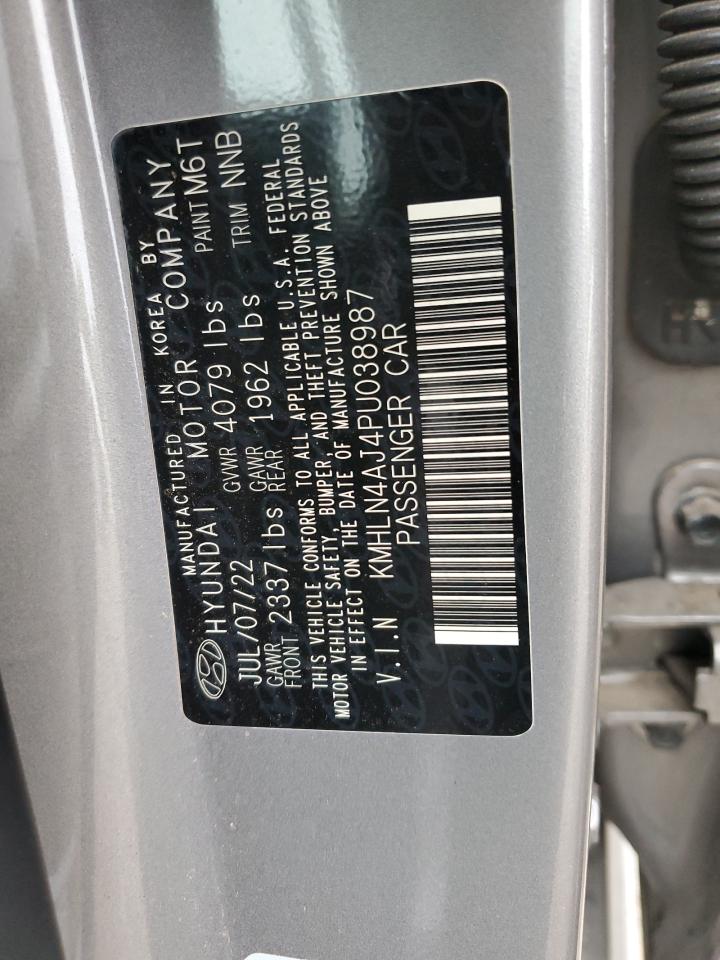 MANUFACTURED IN KOREA BY
HYUNDAI MOTOR COMPANY
JUL/07/22 GVWR 4079 lbs PAINT M6T
GAWR FRONT 2337 lbs GAWR REAR 1962 lbs TRIM NNB
THIS VEHICLE CONFORMS TO ALL APPLICABLE U.S.A. FEDERAL
MOTOR VEHICLE SAFETY, BUMPER, AND THEFT PREVENTION STANDARDS
IN EFFECT ON THE DATE OF MANUFACTURE SHOWN ABOVE
V.I.N KMHLN4AJ4PU038987
PASSENGER CAR